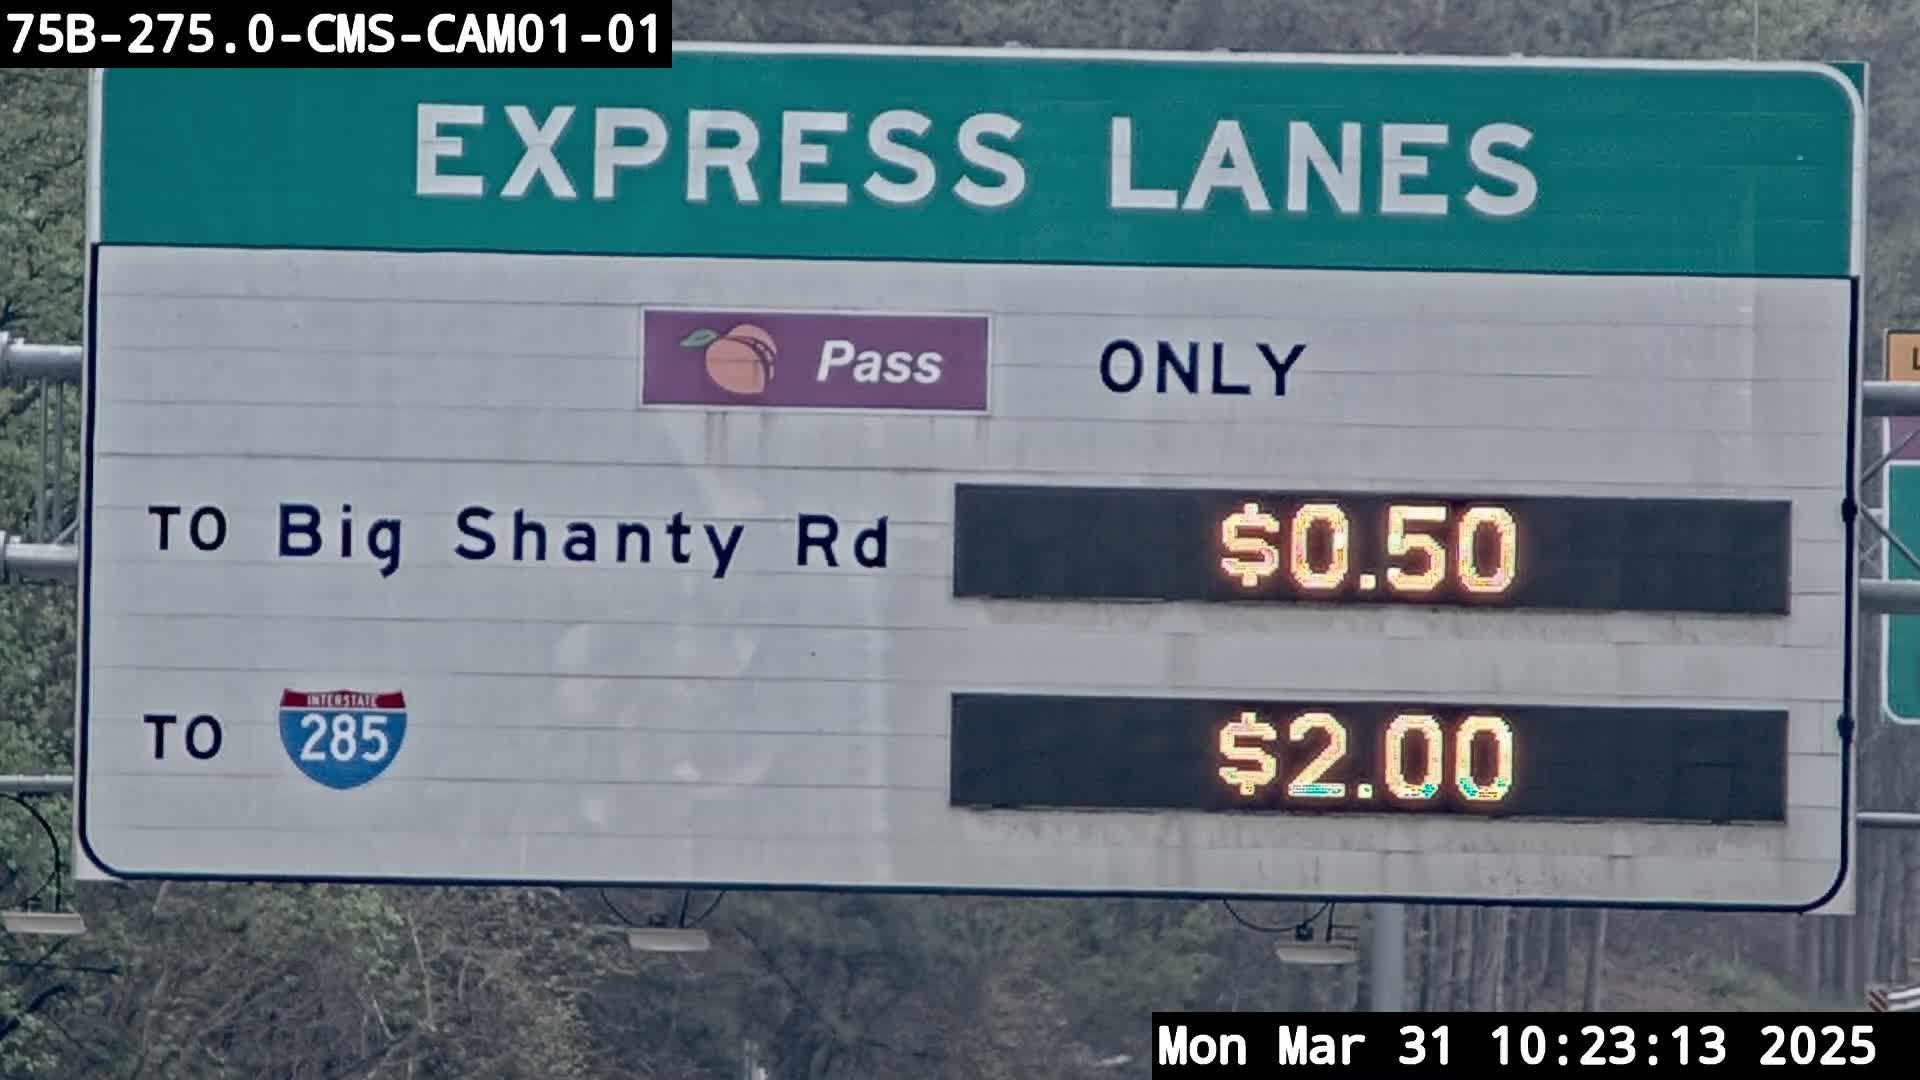 75B-275.0-CMS-CAM01-01
EXPRESS LANES
Pass ONLY
TO Big Shanty Rd $0.50
INTERSTATE
TO 285 $2.00
Mon Mar 31 10:23:13 2025